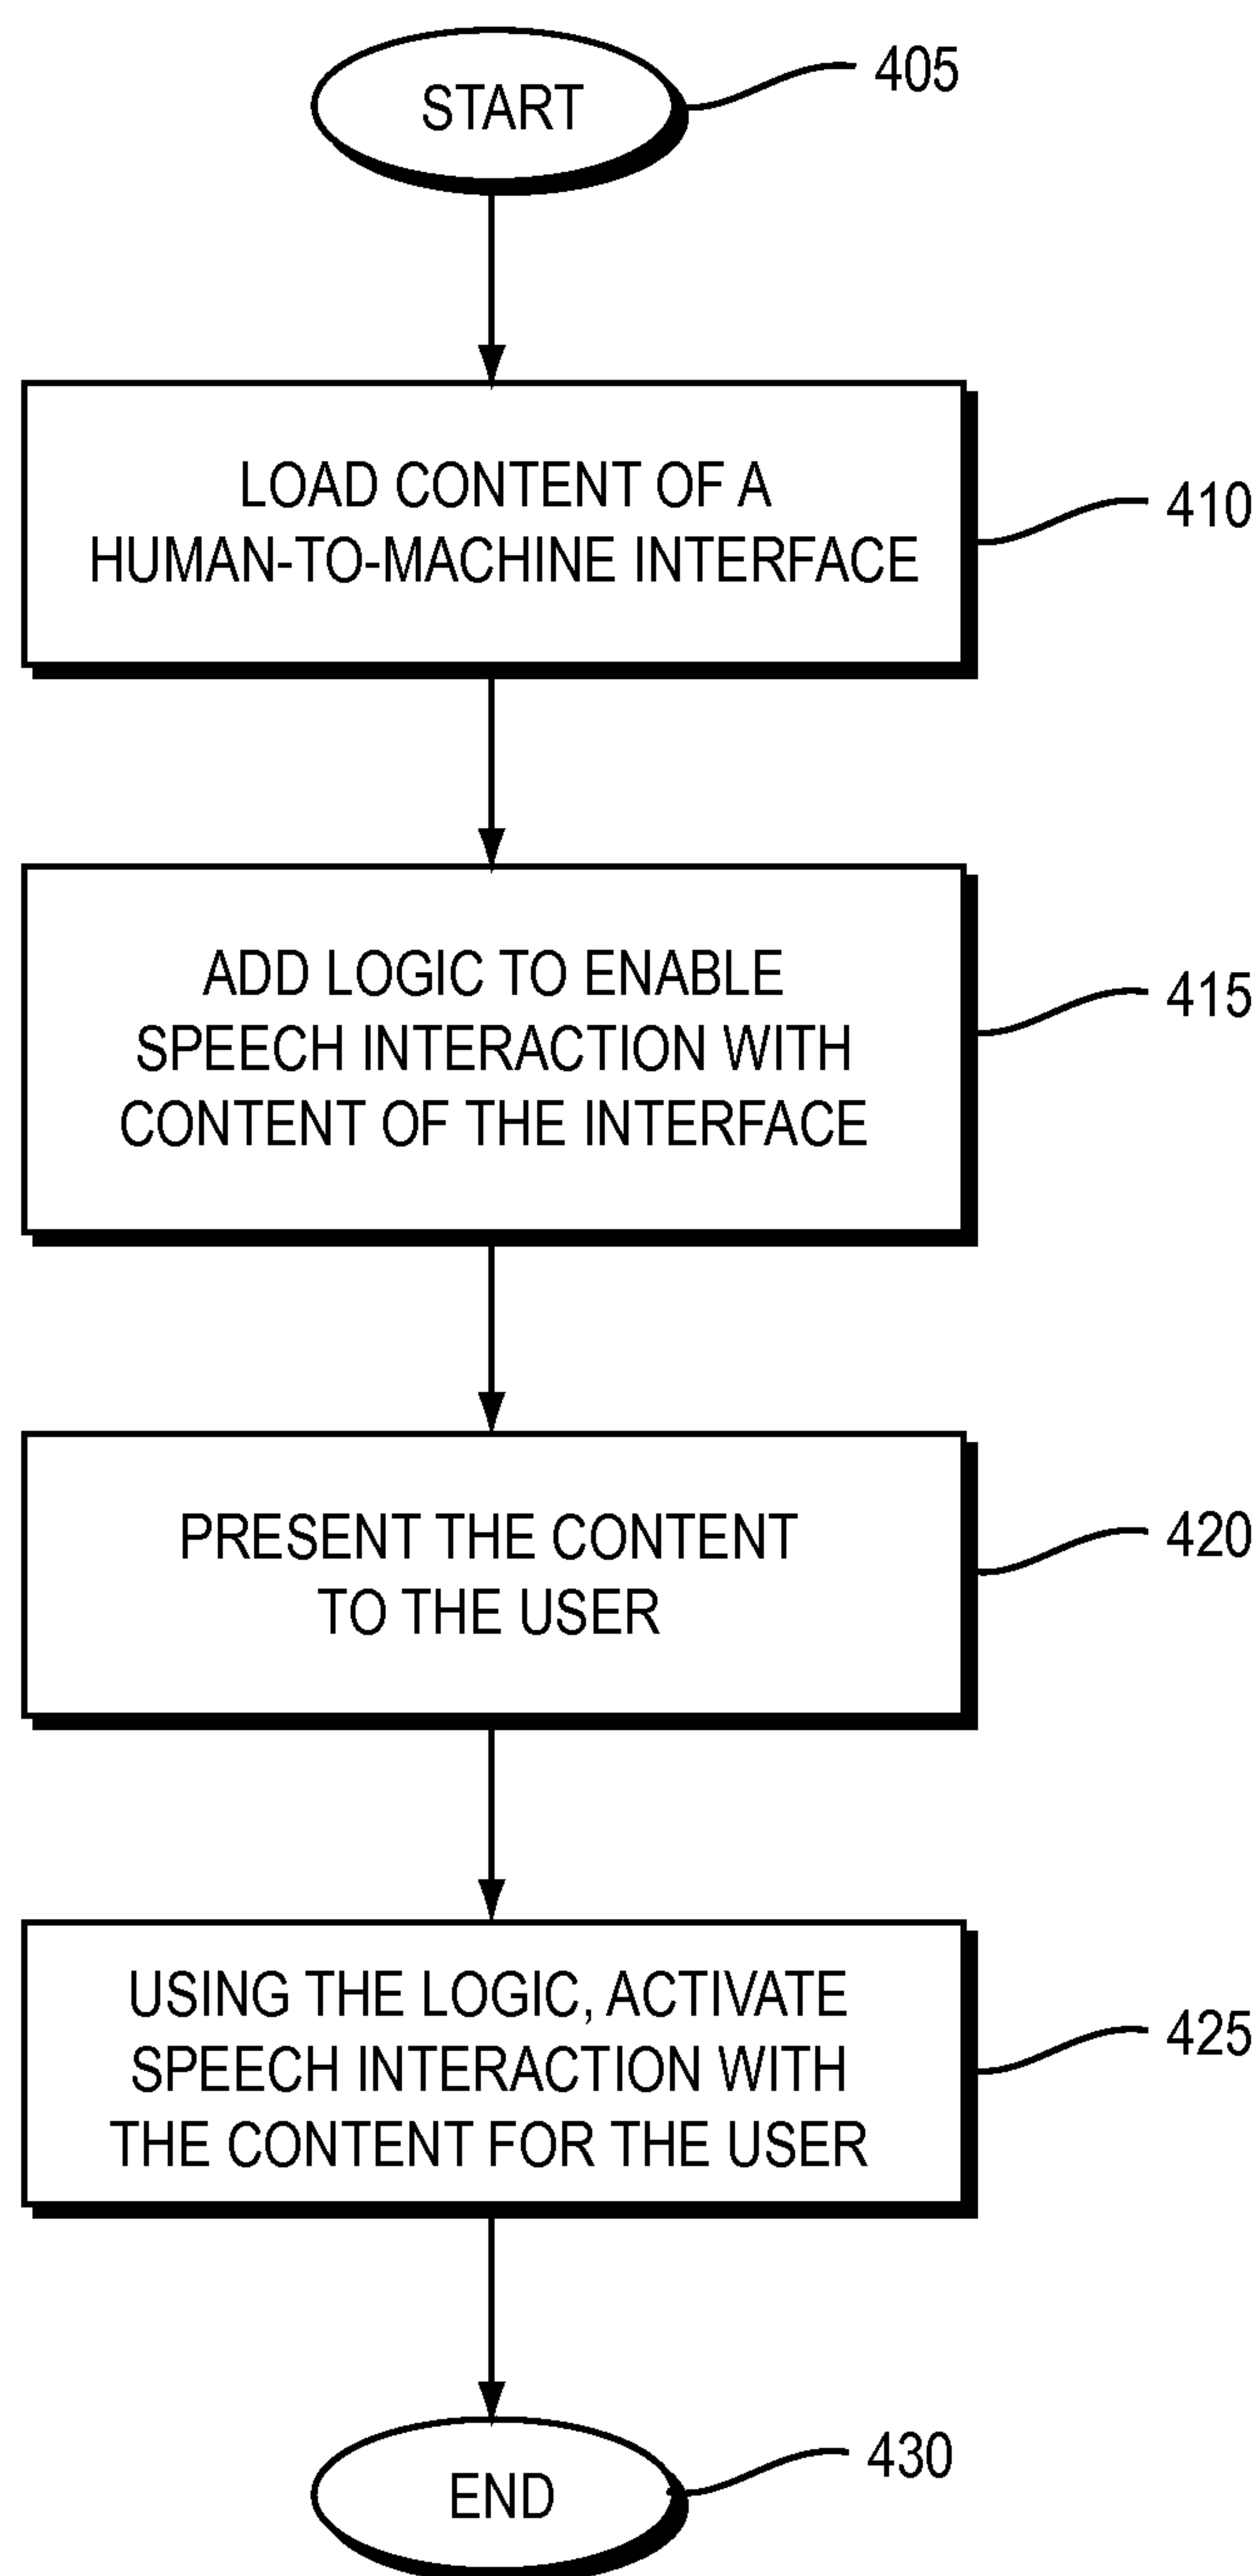 START
405
LOAD CONTENT OF A
HUMAN-TO-MACHINE INTERFACE
410
ADD LOGIC TO ENABLE
SPEECH INTERACTION WITH
CONTENT OF THE INTERFACE
415
PRESENT THE CONTENT
TO THE USER
420
USING THE LOGIC, ACTIVATE
SPEECH INTERACTION WITH
THE CONTENT FOR THE USER
425
END
430